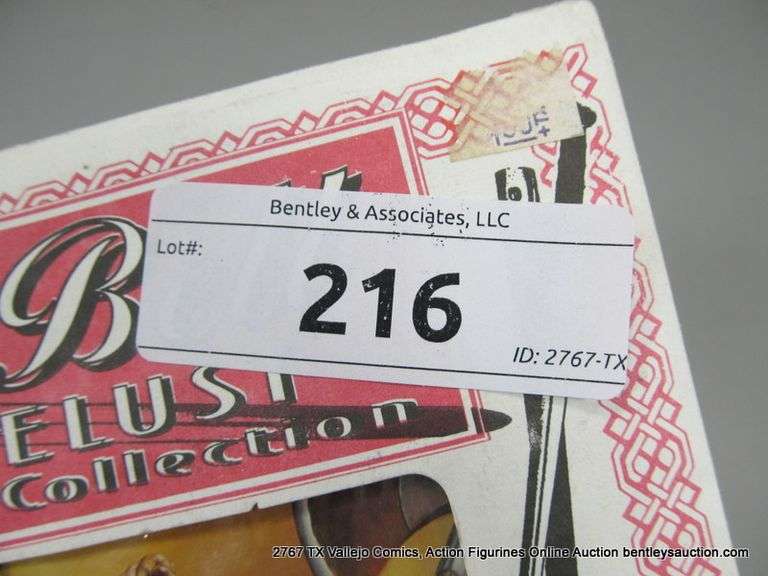 Bentley & Associates, LLC
Lot#:
216
ID: 2767-TX
ELUST
Collection
2767 TX Vallejo Comics, Action Figurines Online Auction bentleysauction.com